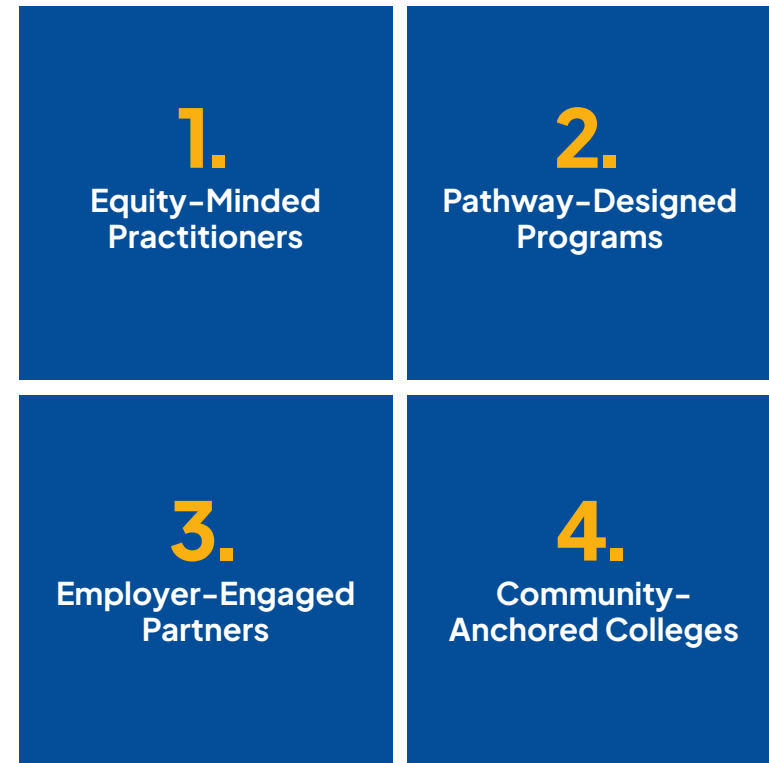 1.
Equity-Minded
Practitioners
2.
Pathway-Designed
Programs
3.
Employer-Engaged
Partners
4.
Community-
Anchored Colleges